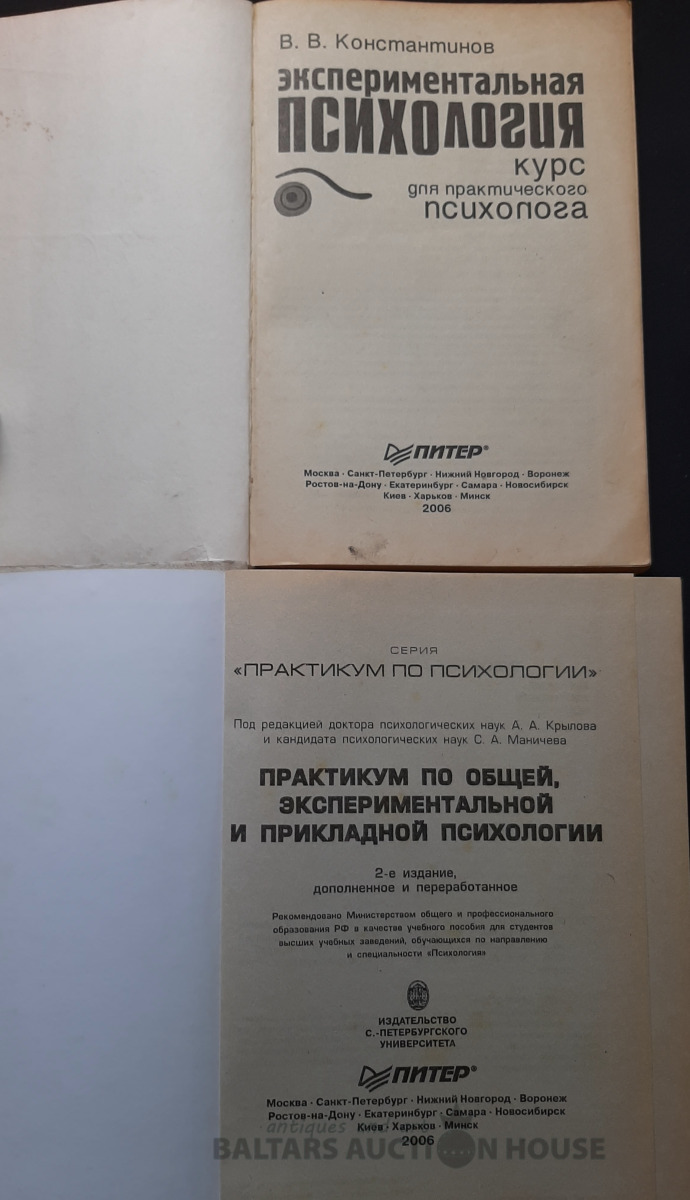 В. В. Константинов
экспериментальная
ПСИХОЛОГИЯ
курс
для практического
психолога
ПИТЕР®
Москва · Санкт-Петербург · Нижний Новгород · Воронеж
Ростов-на-Дону · Екатеринбург · Самара · Новосибирск
Киев · Харьков · Минск
2006
СЕРИЯ
«ПРАКТИКУМ ПО ПСИХОЛОГИИ»
Под редакцией доктора психологических наук А. А. Крылова
и кандидата психологических наук С. А. Маничева
ПРАКТИКУМ ПО ОБЩЕЙ,
ЭКСПЕРИМЕНТАЛЬНОЙ
И ПРИКЛАДНОЙ ПСИХОЛОГИИ
2-е издание,
дополненное и переработанное
Рекомендовано Министерством общего и профессионального
образования РФ в качестве учебного пособия для студентов
высших учебных заведений, обучающихся по направлению
и специальности «Психология»
ИЗДАТЕЛЬСТВО
С.-ПЕТЕРБУРГСКОГО
УНИВЕРСИТЕТА
ПИТЕР®
Москва · Санкт-Петербург · Нижний Новгород · Воронеж
Ростов-на-Дону · Екатеринбург · Самара · Новосибирск
Киев · Харьков · Минск
antiques
2006
BALTARS AUCTION HOUSE